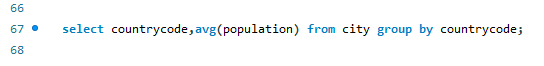 66
67 select countrycode,avg(population) from city group by countrycode;
68